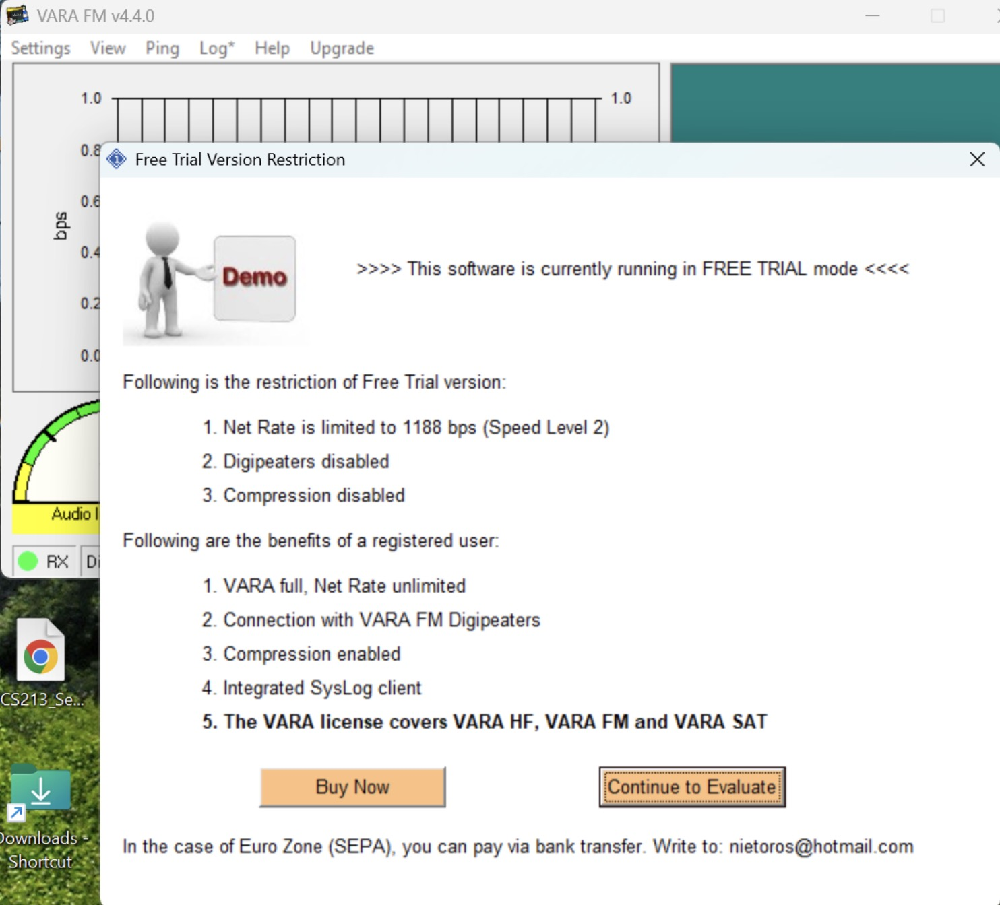 VARA FM v4.4.0
Settings View Ping Log* Help Upgrade
1.0 1.0
0.8
0.6
0.4
0.2
0.0
bps
Free Trial Version Restriction
Demo
>>>> This software is currently running in FREE TRIAL mode <<<<
Following is the restriction of Free Trial version:
1. Net Rate is limited to 1188 bps (Speed Level 2)
2. Digipeaters disabled
3. Compression disabled
Following are the benefits of a registered user:
1. VARA full, Net Rate unlimited
2. Connection with VARA FM Digipeaters
3. Compression enabled
4. Integrated SysLog client
5. The VARA license covers VARA HF, VARA FM and VARA SAT
Buy Now Continue to Evaluate
In the case of Euro Zone (SEPA), you can pay via bank transfer. Write to: nietoros@hotmail.com
Audio
RX Di
CS213_Se...
Downloads -
Shortcut